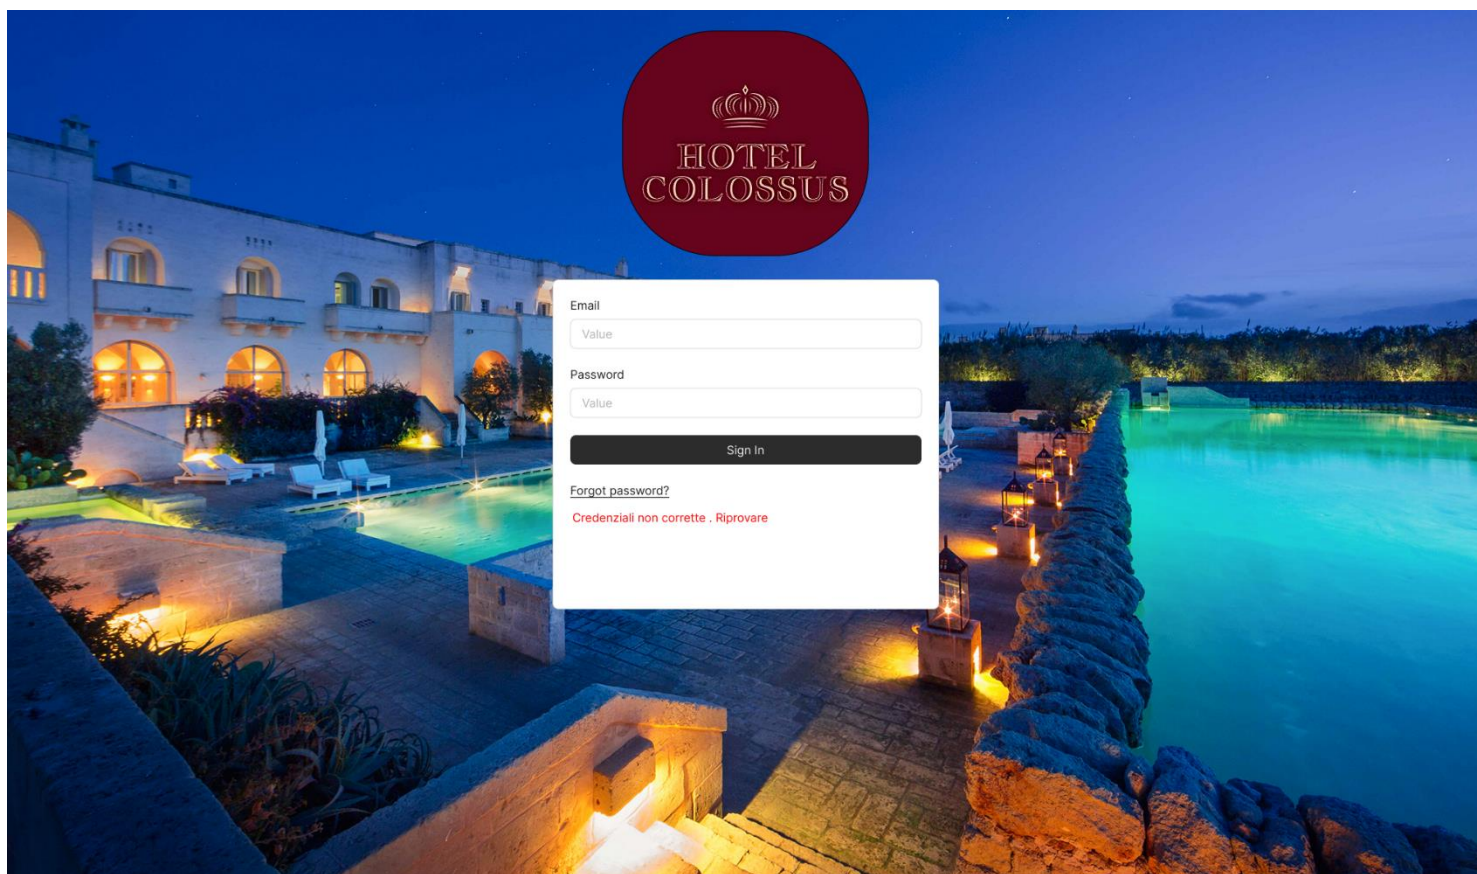 HOTEL
COLOSSUS
Email
Value
Password
Value
Sign In
Forgot password?
Credenziali non corrette . Riprovare